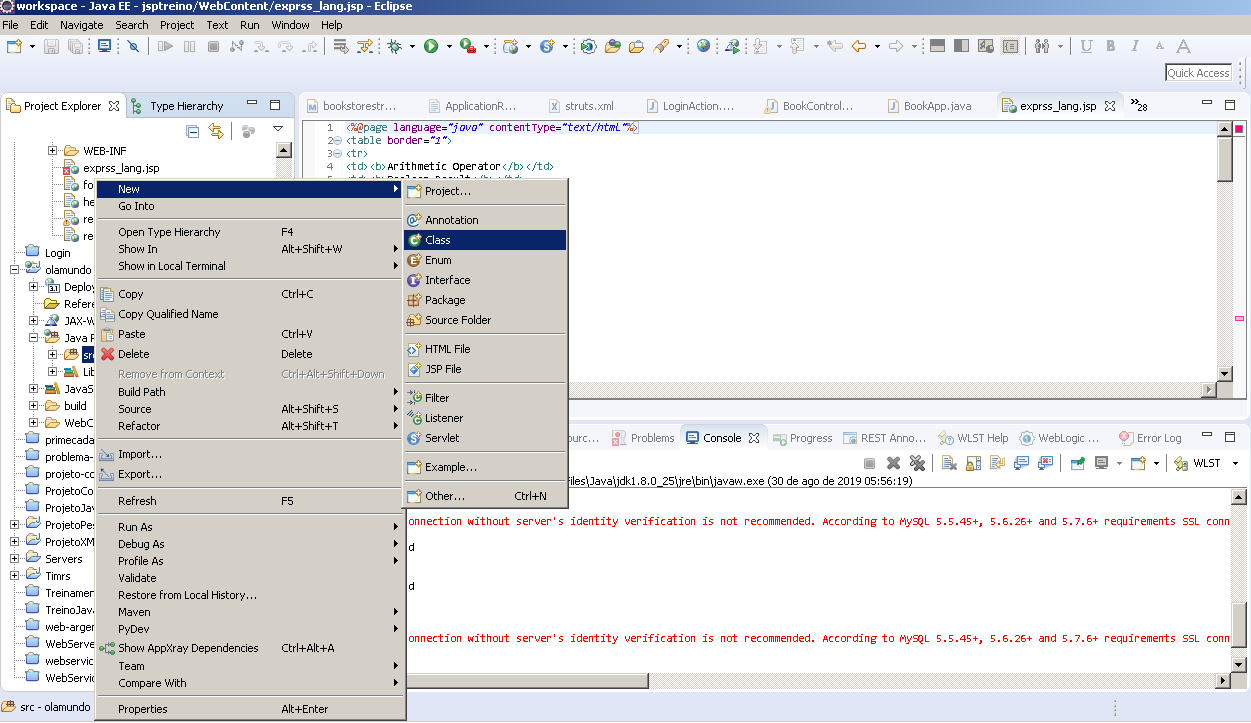 workspace - Java EE - jsptreino/WebContent/exprss_lang.jsp - Eclipse
File Edit Navigate Search Project Text Run Window Help
Quick Access
Project Explorer
Type Hierarchy
bookstorestr...
ApplicationR...
struts.xml
LoginAction....
BookControl...
BookApp.java
exprss_lang.jsp
»28
WEB-INF
exprss_lang.jsp
fo
he
re
re
Login
olamundo
Deploy
3.1
Refere
JAX-W
Java R
src
Lib
JavaS
build
WebC
primecada
problema-
projeto-co
ProjetoCo
ProjetoJav
ProjetoPes
ProjetoXM
Servers
Timrs
Treinamen
TreinoJava
web-arger
WebServe
webservic
WebServic
1 <%@page language="java" contentType="text/html"%>
2 <table border="1">
3 <tr>
4 <td><b>Arithmetic Operator</b></td>
New
Go Into
Open Type Hierarchy F4
Show In Alt+Shift+W
Show in Local Terminal
Copy Ctrl+C
Copy Qualified Name
Paste Ctrl+V
Delete Delete
Remove from Context Ctrl+Alt+Shift+Down
Build Path
Source Alt+Shift+S
Refactor Alt+Shift+T
Import...
Export...
Refresh F5
Run As
Debug As
Profile As
Validate
Restore from Local History...
Maven
PyDev
Show AppXray Dependencies Ctrl+Alt+A
Team
Compare With
Properties Alt+Enter
Project...
Annotation
Class
Enum
Interface
Package
Source Folder
HTML File
JSP File
Filter
Listener
Servlet
Example...
Other... Ctrl+N
ourc...
Problems
Console
Progress
REST Anno...
WLST Help
WebLogic ...
Error Log
WLST
Files\Java\jdk1.8.0_25\jre\bin\javaw.exe (30 de ago de 2019 05:56:19)
onnection without server's identity verification is not recommended. According to MySQL 5.5.45+, 5.6.26+ and 5.7.6+ requirements SSL conn
d
d
onnection without server's identity verification is not recommended. According to MySQL 5.5.45+, 5.6.26+ and 5.7.6+ requirements SSL conn
src - olamundo